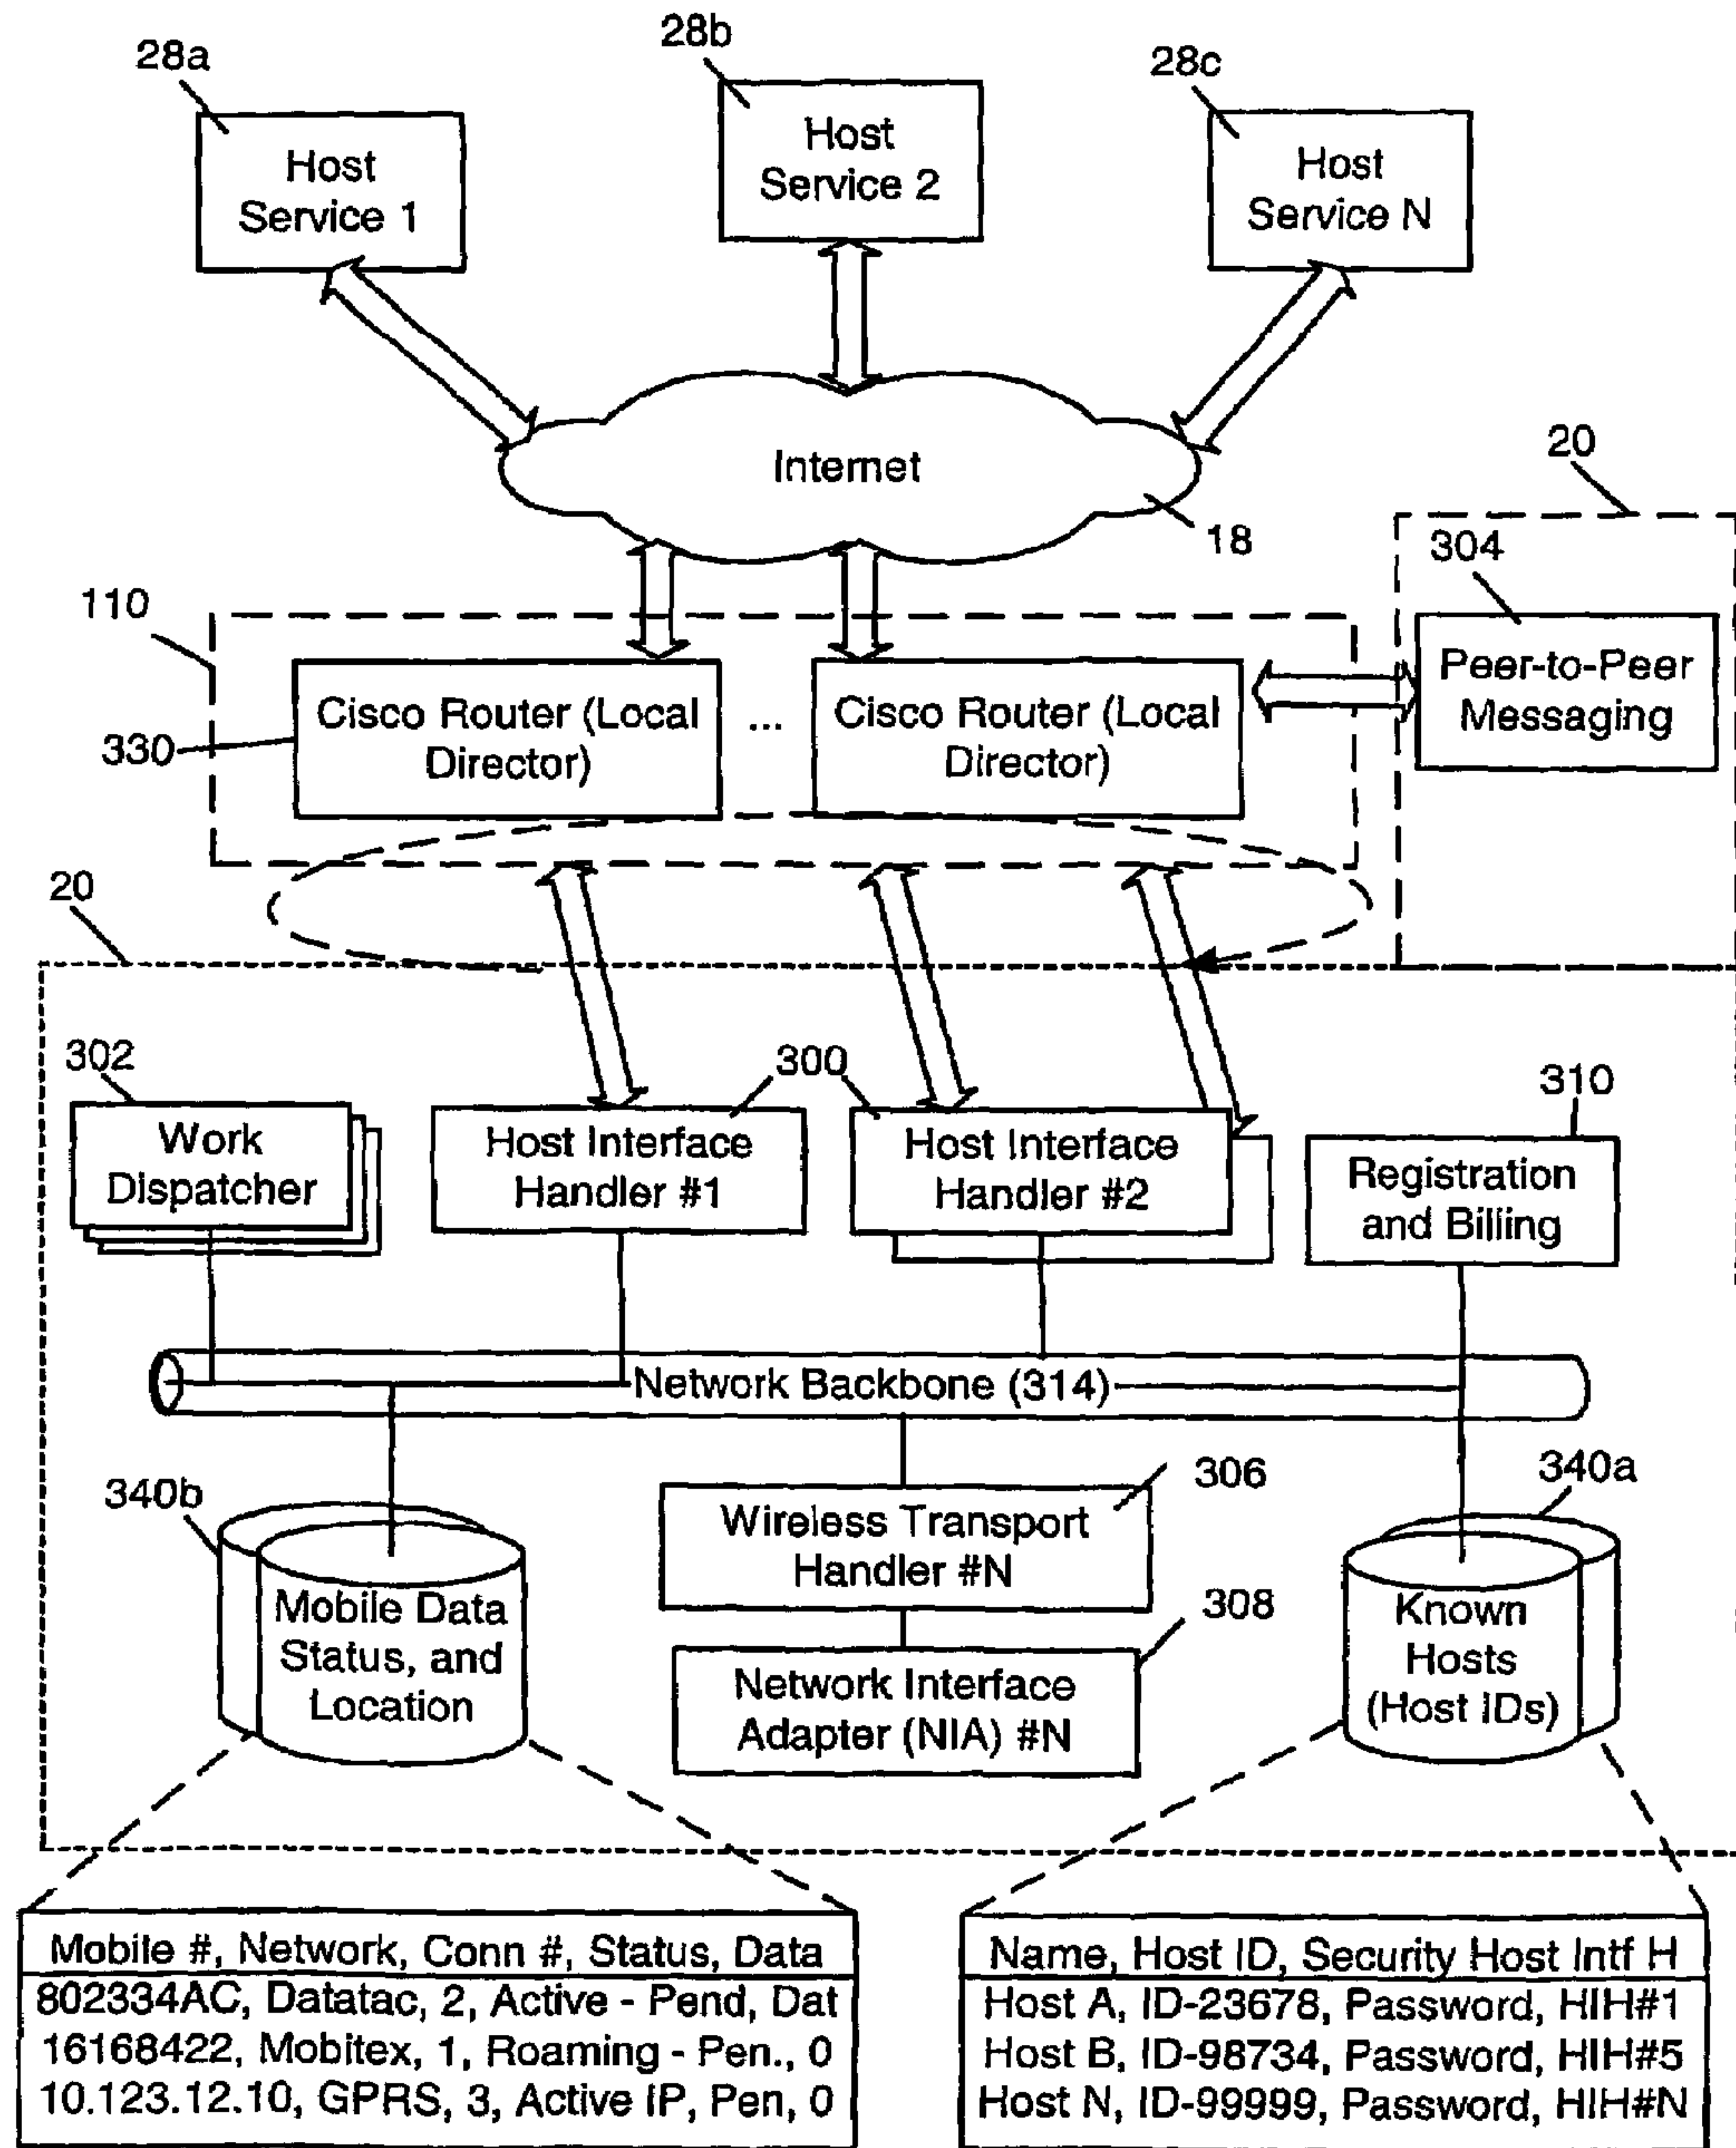 28a
28b
28c
Host
Service 1
Host
Service 2
Host
Service N
Internet
18
20
304
110
Peer-to-Peer
Messaging
330
Cisco Router (Local
Director)
...
Cisco Router (Local
Director)
20
302
300
310
Work
Dispatcher
Host Interface
Handler #1
Host Interface
Handler #2
Registration
and Billing
Network Backbone (314)
340b
306
340a
Wireless Transport
Handler #N
308
Mobile Data
Status, and
Location
Network Interface
Adapter (NIA) #N
Known
Hosts
(Host IDs)
Mobile #, Network, Conn #, Status, Data
802334AC, Datatac, 2, Active - Pend, Dat
16168422, Mobitex, 1, Roaming - Pen., 0
10.123.12.10, GPRS, 3, Active IP, Pen, 0
Name, Host ID, Security Host Intf H
Host A, ID-23678, Password, HIH#1
Host B, ID-98734, Password, HIH#5
Host N, ID-99999, Password, HIH#N